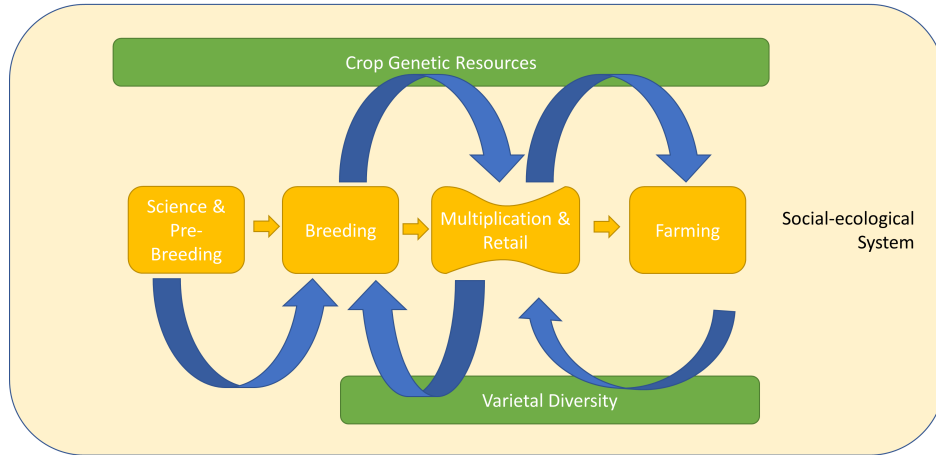 Crop Genetic Resources
Science &
Pre-
Breeding
Breeding
Multiplication &
Retail
Farming
Social-ecological
System
Varietal Diversity